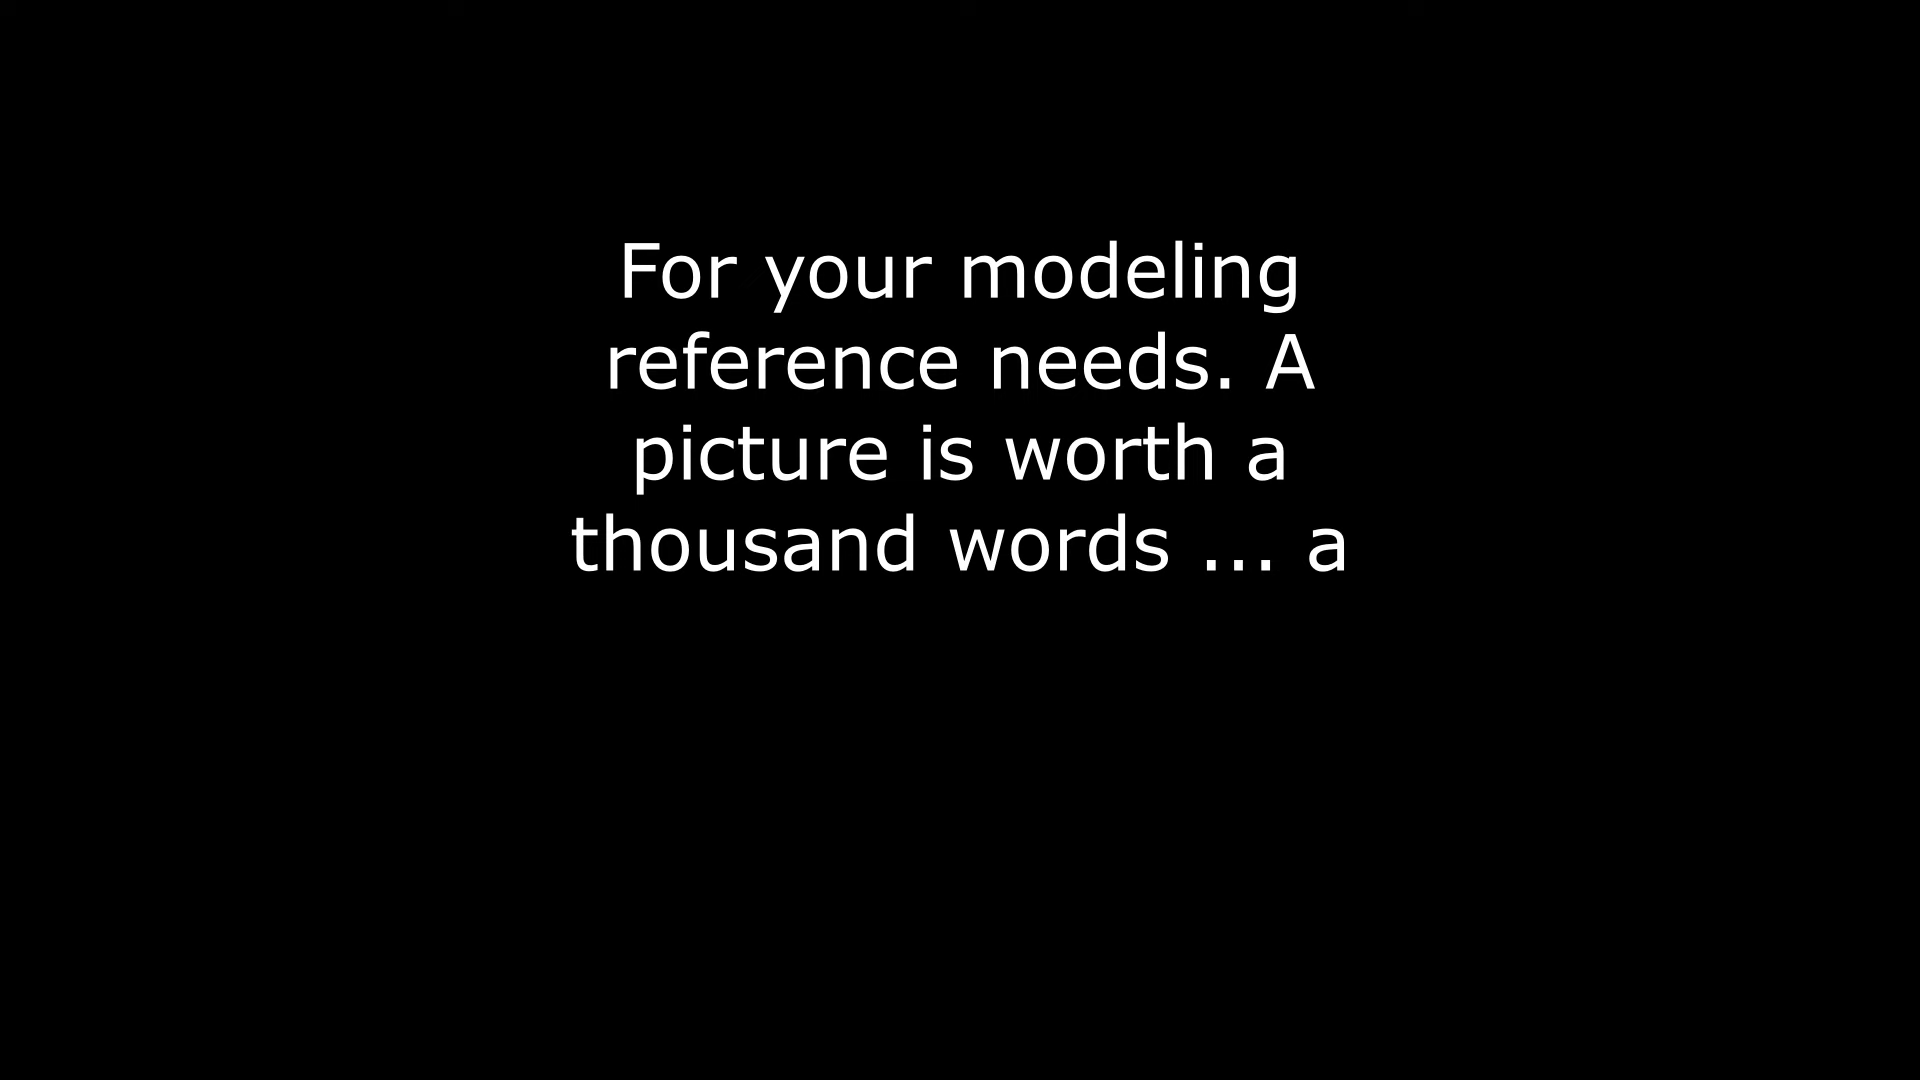 For your modeling
reference needs. A
picture is worth a
thousand words ... a